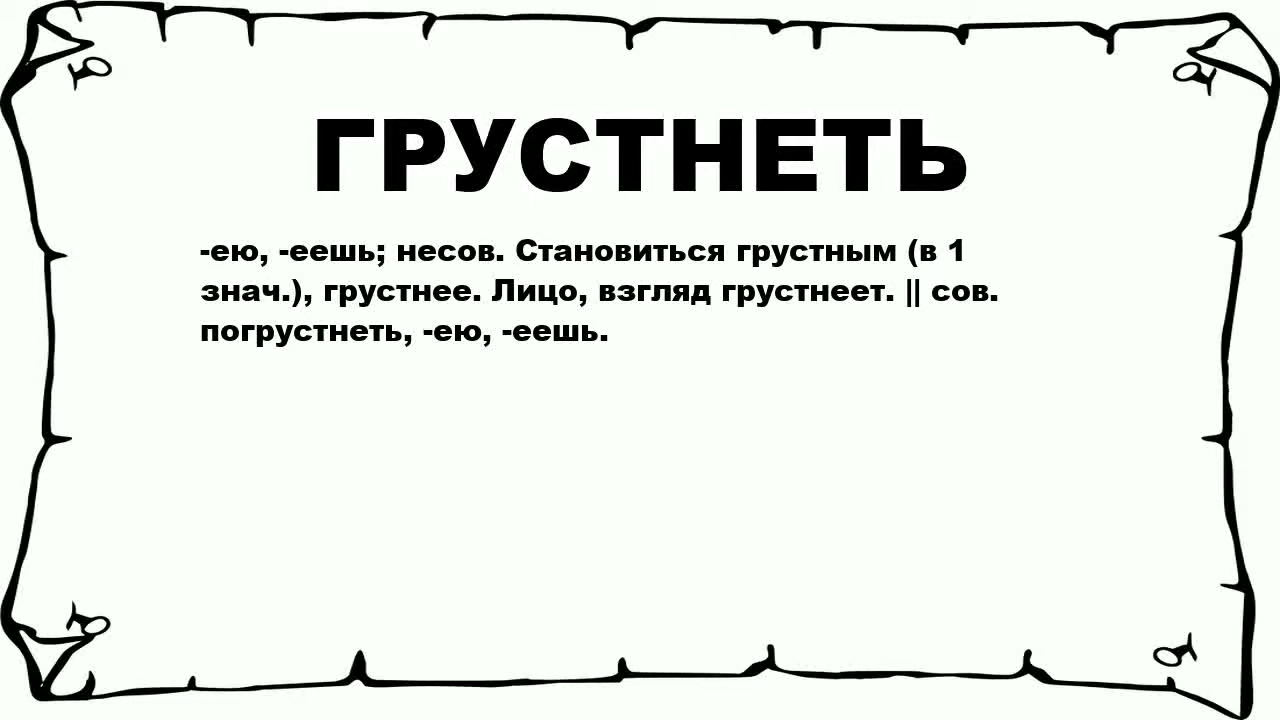 ГРУСТНЕТЬ
-ею, -еешь; несов. Становиться грустным (в 1
знач.), грустнее. Лицо, взгляд грустнеет. || сов.
погрустнеть, -ею, -еешь.